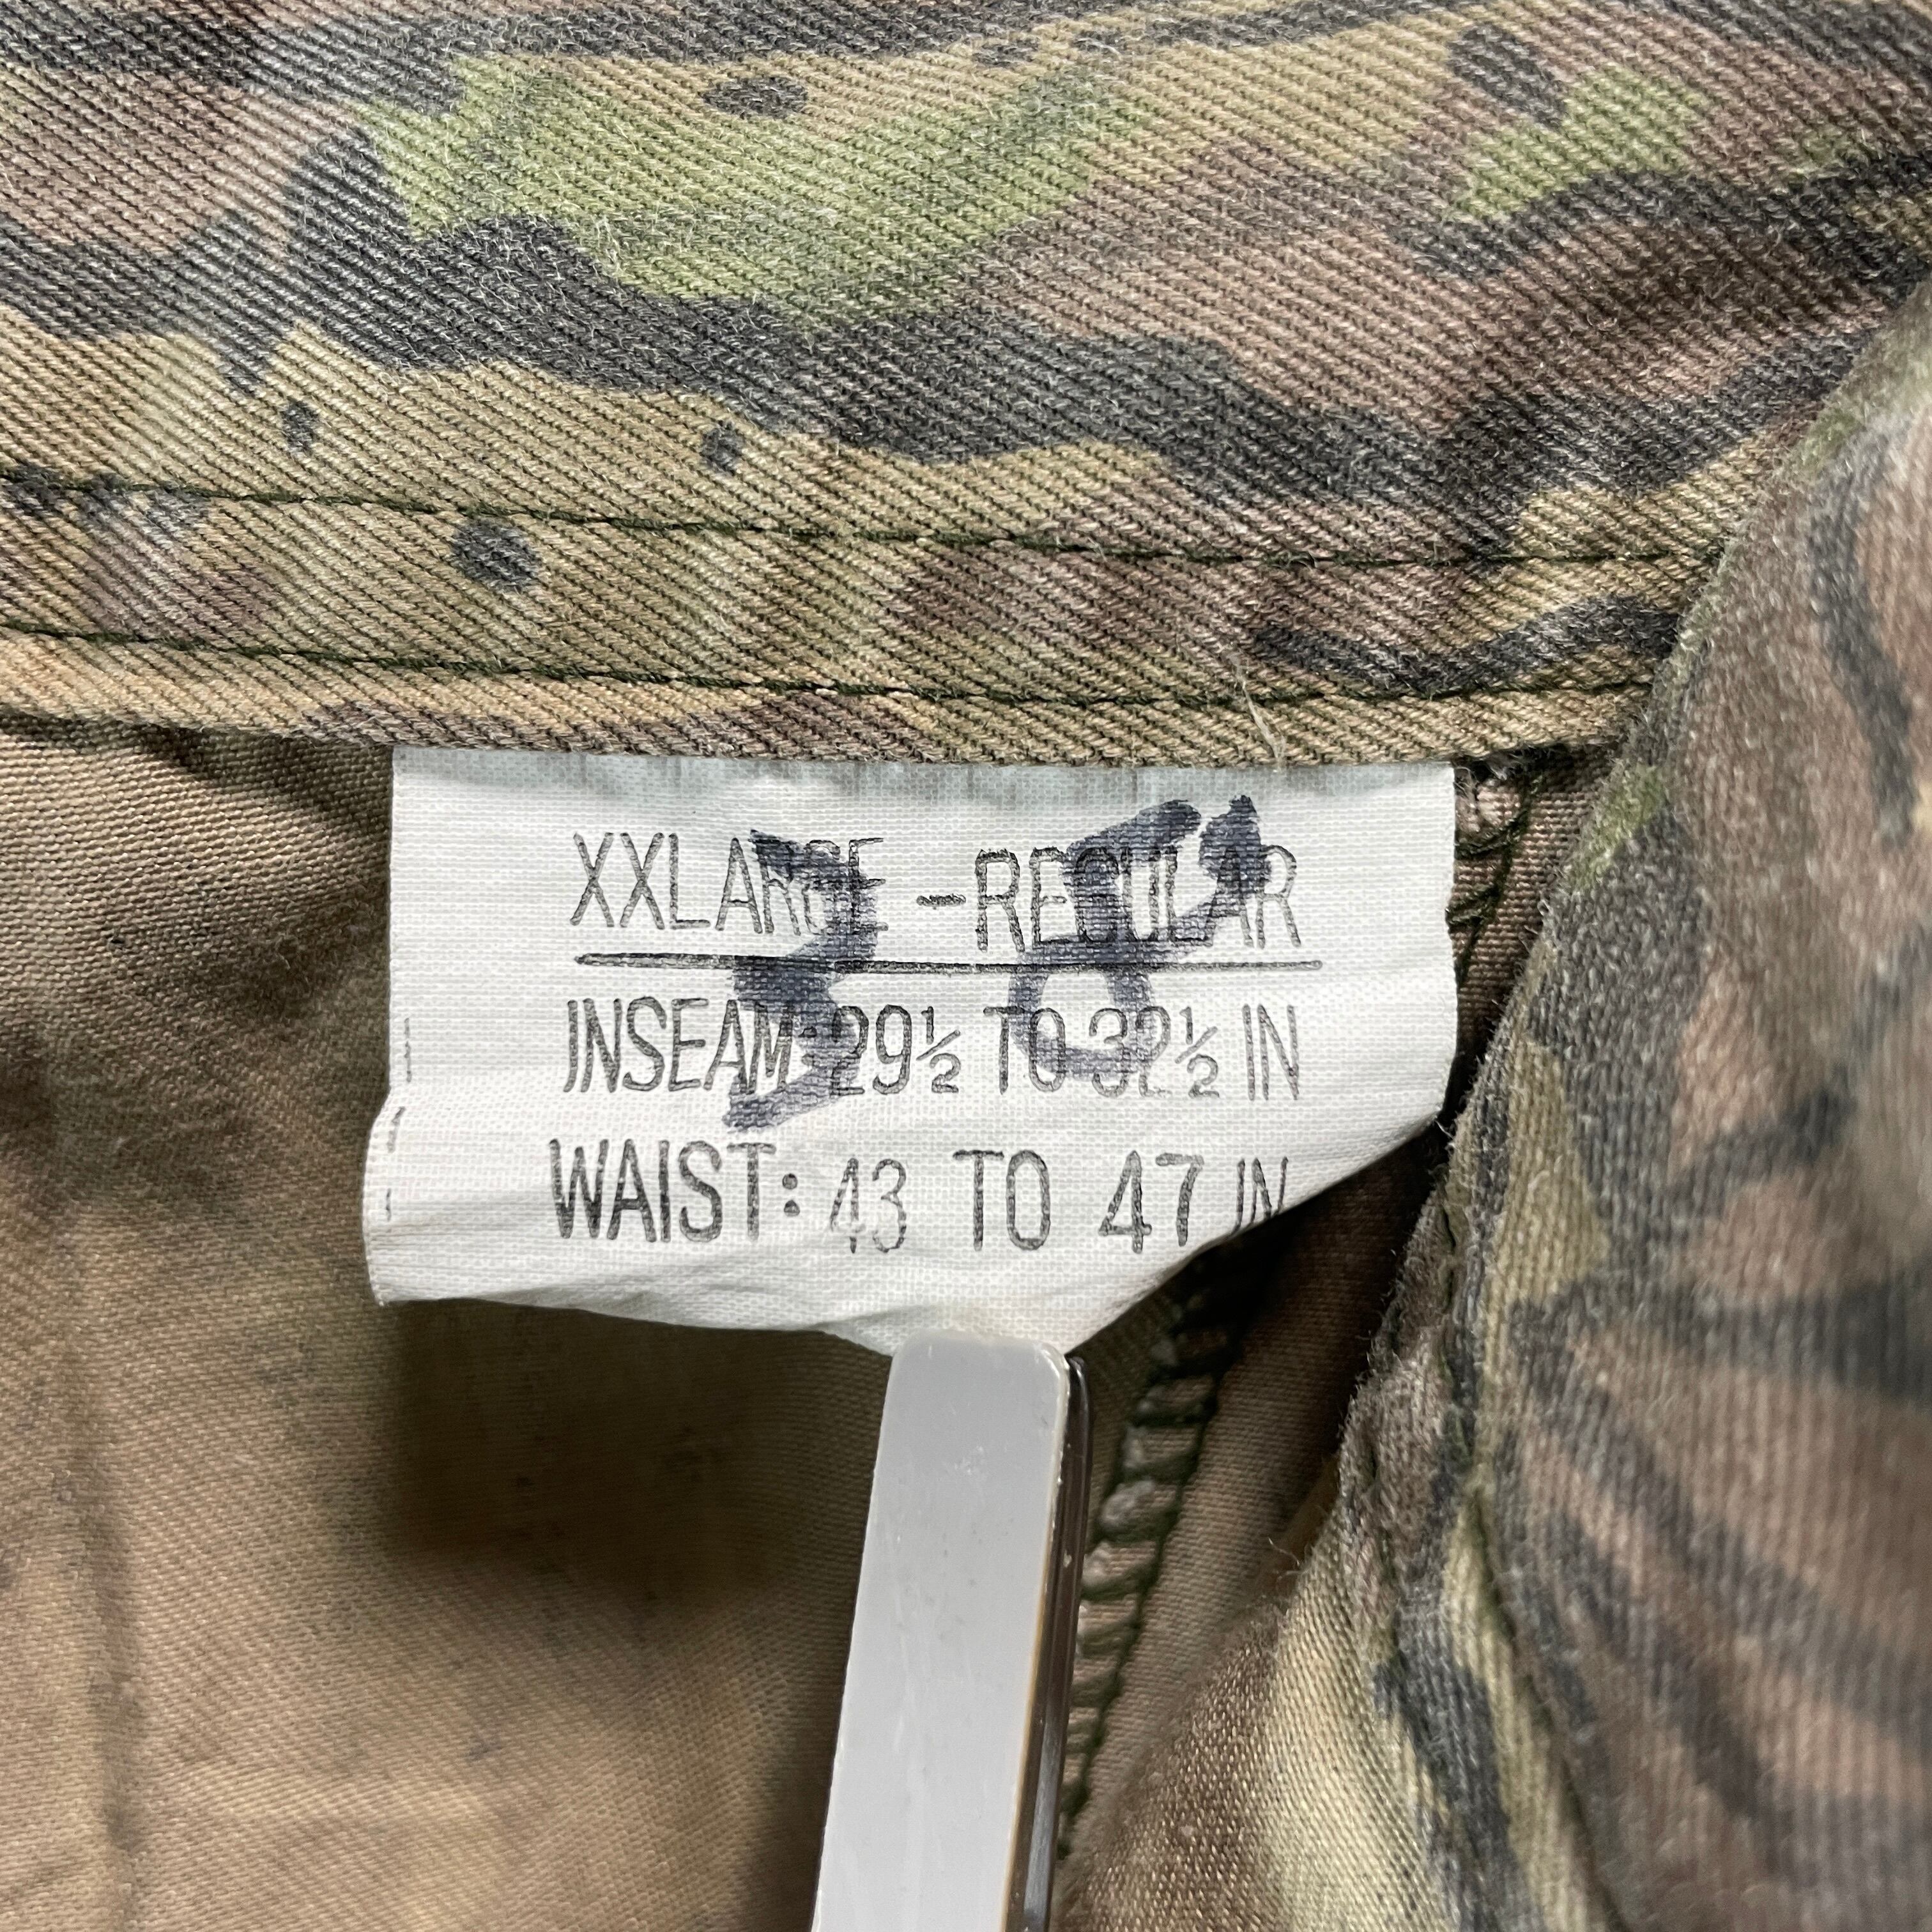 XXLARGE - REGULAR
INSEAM: 29½ TO 32½ IN
WAIST: 43 TO 47 IN